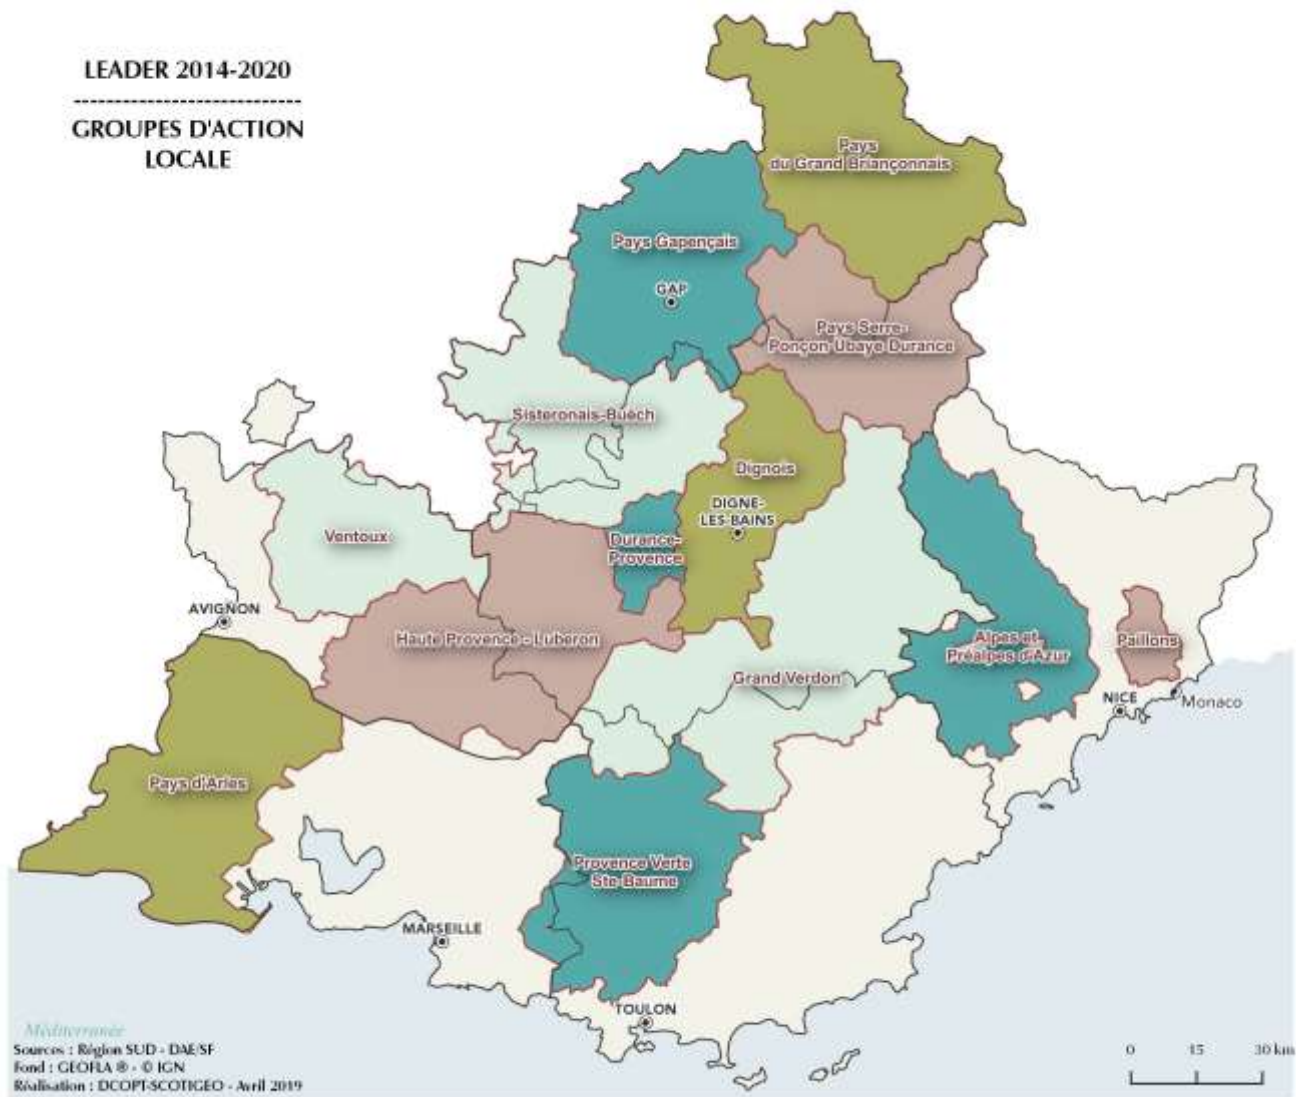 LEADER 2014-2020
----------------------------
GROUPES D'ACTION
LOCALE
Pays
du Grand Briançonnais
Pays Gapençais
GAP
Pays Serre-
Ponçon-Ubaye Durance
Sisteronais-Buëch
Dignois
DIGNE-
LES-BAINS
Ventoux
Durance-
Provence
AVIGNON
Haute Provence - Luberon
Alpes et
Préalpes d'Azur
Paillons
Grand Verdon
NICE
Monaco
Pays d'Arles
Provence Verte
Ste-Baume
MARSEILLE
TOULON
Méditerranée
Sources : Région SUD - DAE/SF
Fond : GEOFLA ® - © IGN
Réalisation : DCOPT-SCOTIGEO - Avril 2019
0 15 30 km